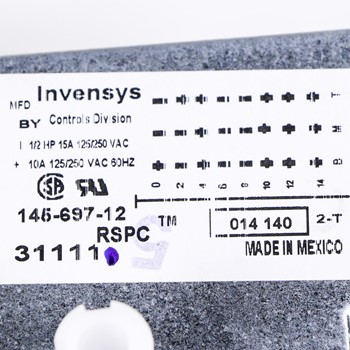 MFD Invensys
BY Controls Division
I 1/2 HP 15A 125/250 VAC
+ 10A 125/250 VAC 60HZ
T
M
B
0 2 4 6 8 10 12 14
145-697-12 TM 014 140 2-T
RSPC
31111 MADE IN MEXICO